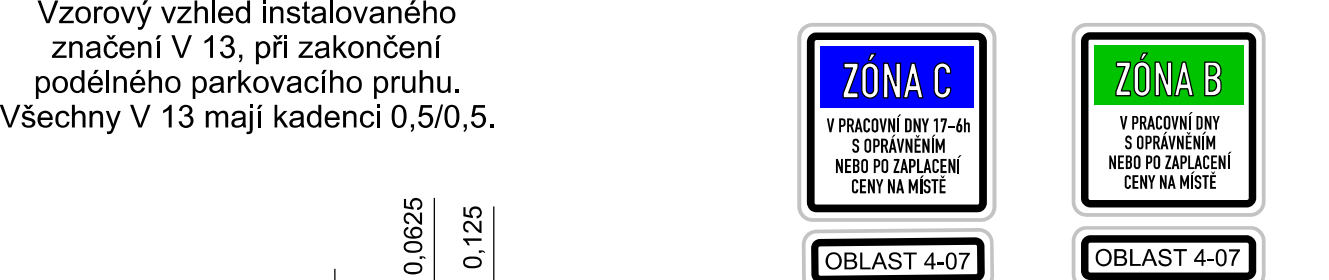 Vzorový vzhled instalovaného
značení V 13, při zakončení
podélného parkovacího pruhu.
Všechny V 13 mají kadenci 0,5/0,5.
0,0625
0,125
ZÓNA C
V PRACOVNÍ DNY 17–6h
S OPRÁVNĚNÍM
NEBO PO ZAPLACENÍ
CENY NA MÍSTĚ
OBLAST 4-07
ZÓNA B
V PRACOVNÍ DNY
S OPRÁVNĚNÍM
NEBO PO ZAPLACENÍ
CENY NA MÍSTĚ
OBLAST 4-07